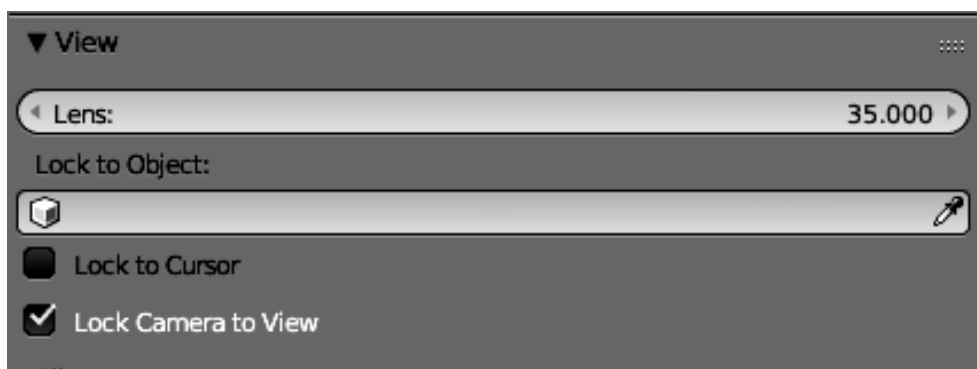 View
Lens: 35.000
Lock to Object:
Lock to Cursor
Lock Camera to View